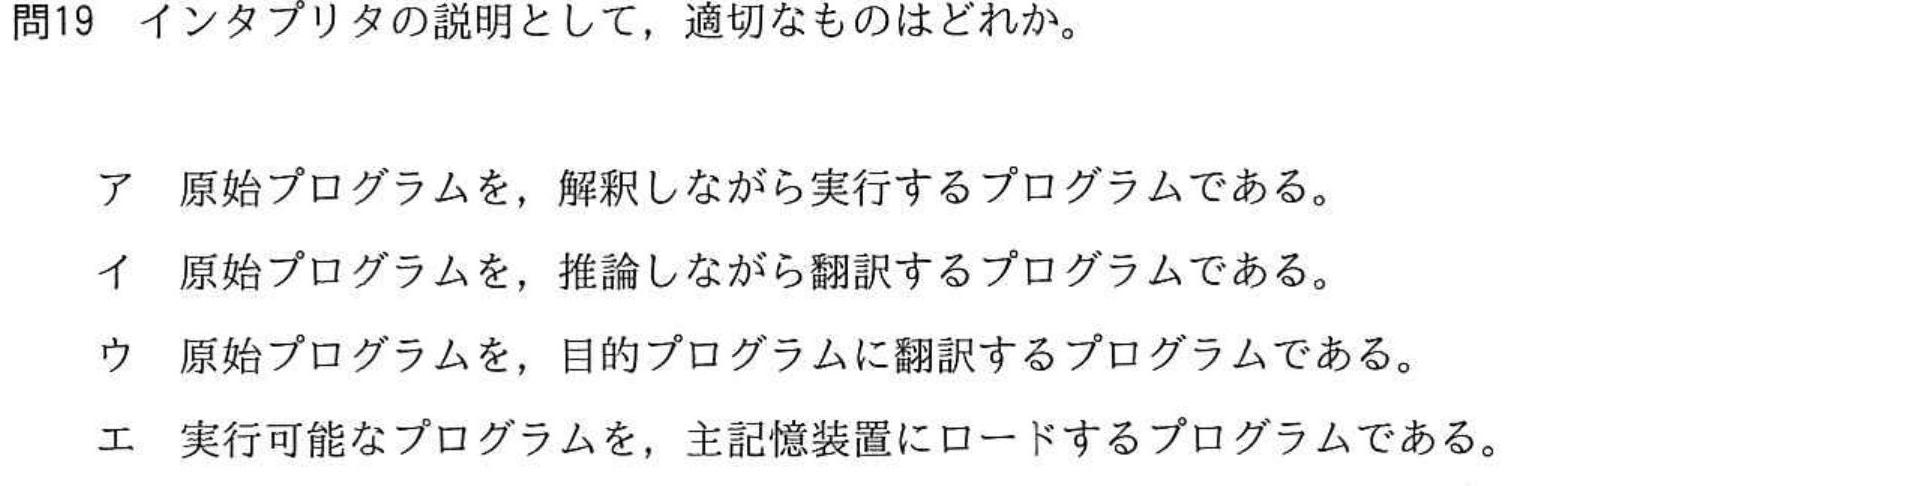 問19　インタプリタの説明として，適切なものはどれか。
ア　原始プログラムを，解釈しながら実行するプログラムである。
イ　原始プログラムを，推論しながら翻訳するプログラムである。
ウ　原始プログラムを，目的プログラムに翻訳するプログラムである。
エ　実行可能なプログラムを，主記憶装置にロードするプログラムである。